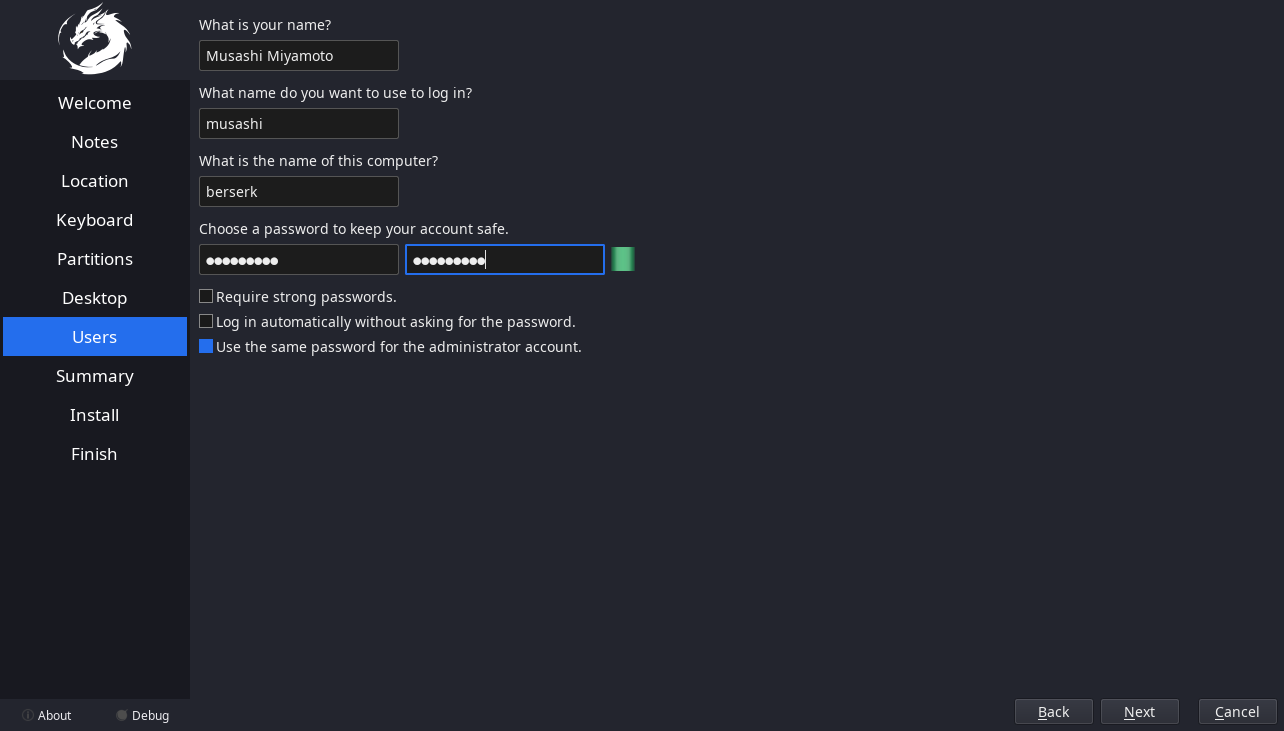 What is your name?
Musashi Miyamoto
What name do you want to use to log in?
musashi
What is the name of this computer?
berserk
Choose a password to keep your account safe.
●●●●●●●●● ●●●●●●●●●
Require strong passwords.
Log in automatically without asking for the password.
Use the same password for the administrator account.
Welcome
Notes
Location
Keyboard
Partitions
Desktop
Users
Summary
Install
Finish
About Debug
Back Next Cancel